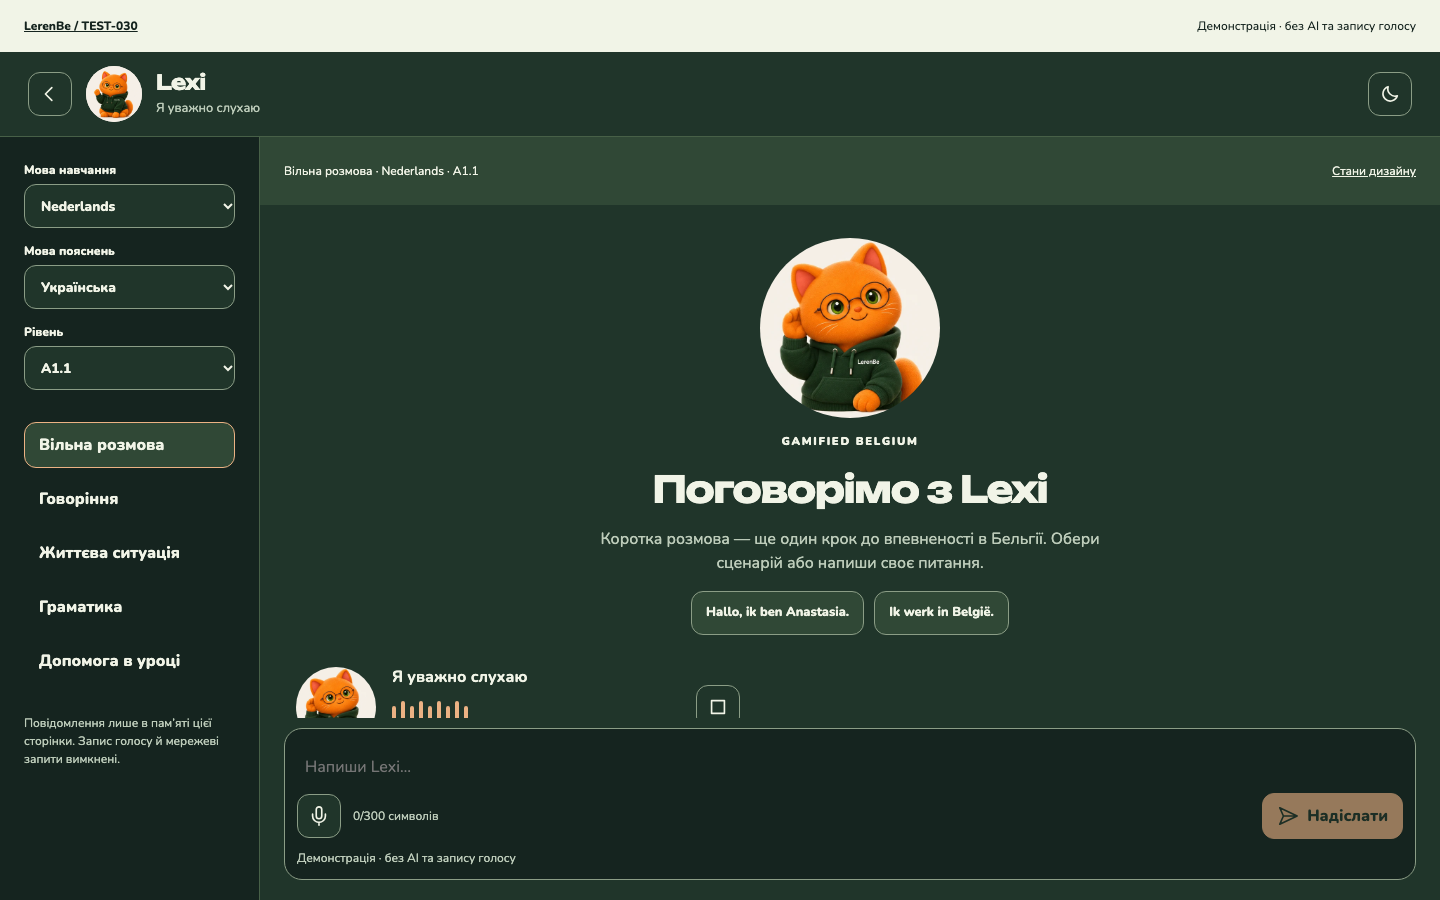 LerenBe / TEST-030
Демонстрація · без AI та запису голосу
Lexi
Я уважно слухаю
Мова навчання
Nederlands
Мова пояснень
Українська
Рівень
A1.1
Вільна розмова
Говоріння
Життєва ситуація
Граматика
Допомога в уроці
Повідомлення лише в пам’яті цієї
сторінки. Запис голосу й мережеві
запити вимкнені.
Вільна розмова · Nederlands · A1.1
Стани дизайну
LerenBe
GAMIFIED BELGIUM
Поговорімо з Lexi
Коротка розмова — ще один крок до впевненості в Бельгії. Обери
сценарій або напиши своє питання.
Hallo, ik ben Anastasia.
Ik werk in België.
Я уважно слухаю
Напиши Lexi...
0/300 символів
Надіслати
Демонстрація · без AI та запису голосу